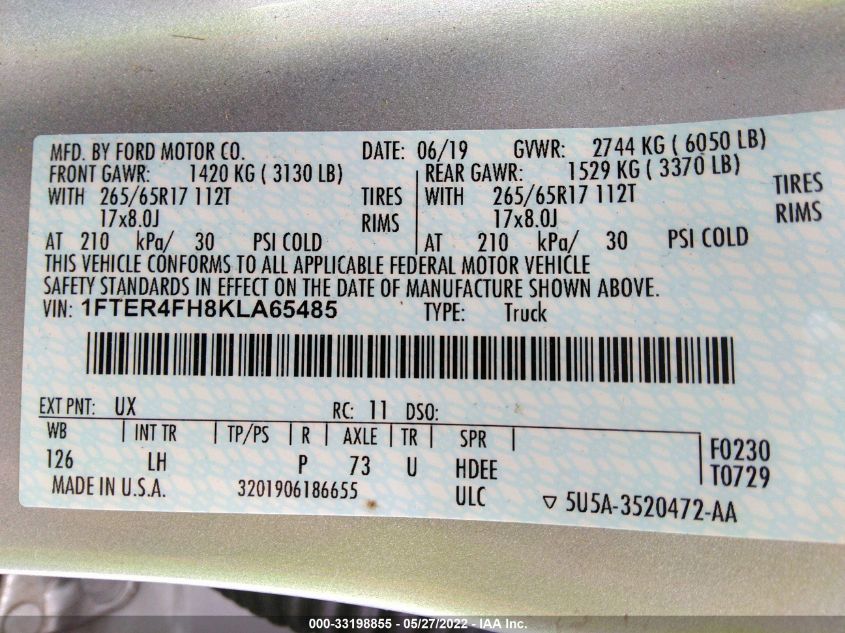 MFD. BY FORD MOTOR CO. DATE: 06/19 GVWR: 2744 KG ( 6050 LB)
FRONT GAWR: 1420 KG ( 3130 LB) REAR GAWR: 1529 KG ( 3370 LB)
WITH 265/65R17 112T TIRES WITH 265/65R17 112T TIRES
17x8.0J RIMS 17x8.0J RIMS
AT 210 kPa/ 30 PSI COLD AT 210 kPa/ 30 PSI COLD
THIS VEHICLE CONFORMS TO ALL APPLICABLE FEDERAL MOTOR VEHICLE
SAFETY STANDARDS IN EFFECT ON THE DATE OF MANUFACTURE SHOWN ABOVE.
VIN: 1FTER4FH8KLA65485 TYPE: Truck
EXT PNT: UX RC: 11 DSO:
WB INT TR TP/PS R AXLE TR SPR F0230
126 LH P 73 U HDEE T0729
MADE IN U.S.A. 3201906186655 ULC ▽ 5U5A-3520472-AA
000-33198855 - 05/27/2022 - IAA Inc.